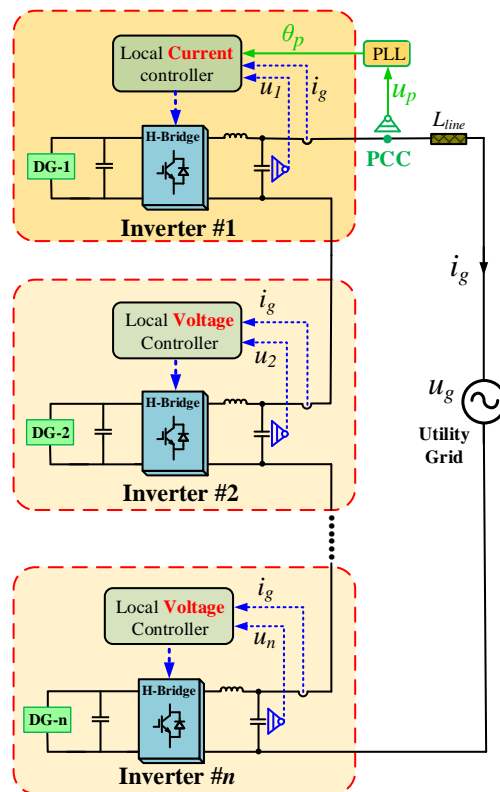 Local Current
controller
θp
PLL
u1
ig
up
H-Bridge
DG-1
PCC
Lline
Inverter #1
ig
Local Voltage
Controller
ig
u2
H-Bridge
DG-2
ug
Utility
Grid
Inverter #2
Local Voltage
Controller
ig
un
H-Bridge
DG-n
Inverter #n